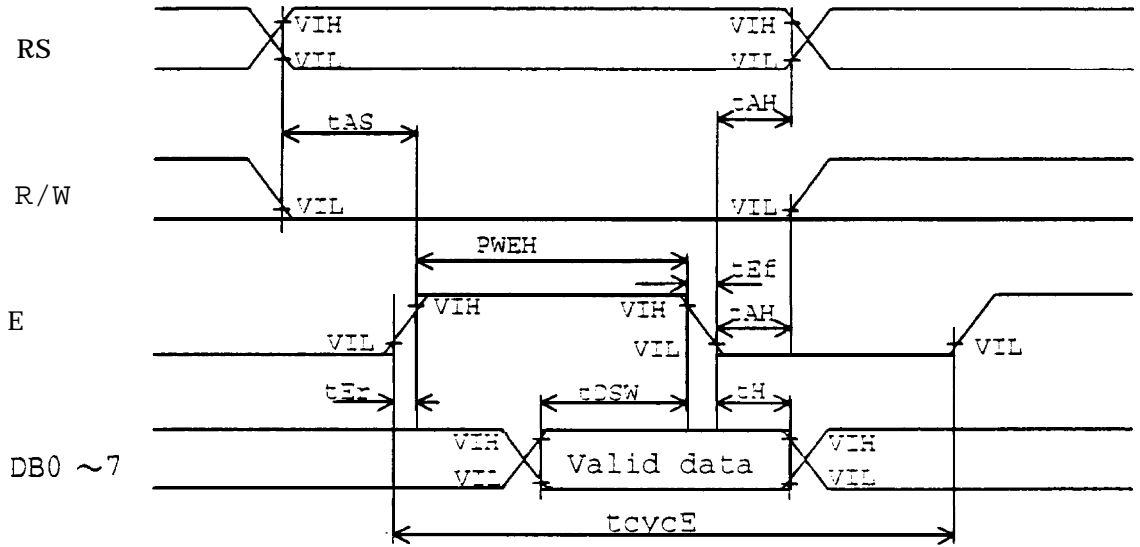 VIH VIH
RS
VIL VIL
tAH
tAS
R/W
VIL VIL
PWEH
tEf
VIH VIH
E
tAH
VIL VIL VIL
tEr tDSW tH
VIH VIH
DB0 ~7 Valid data
VIL VIL
tcycE